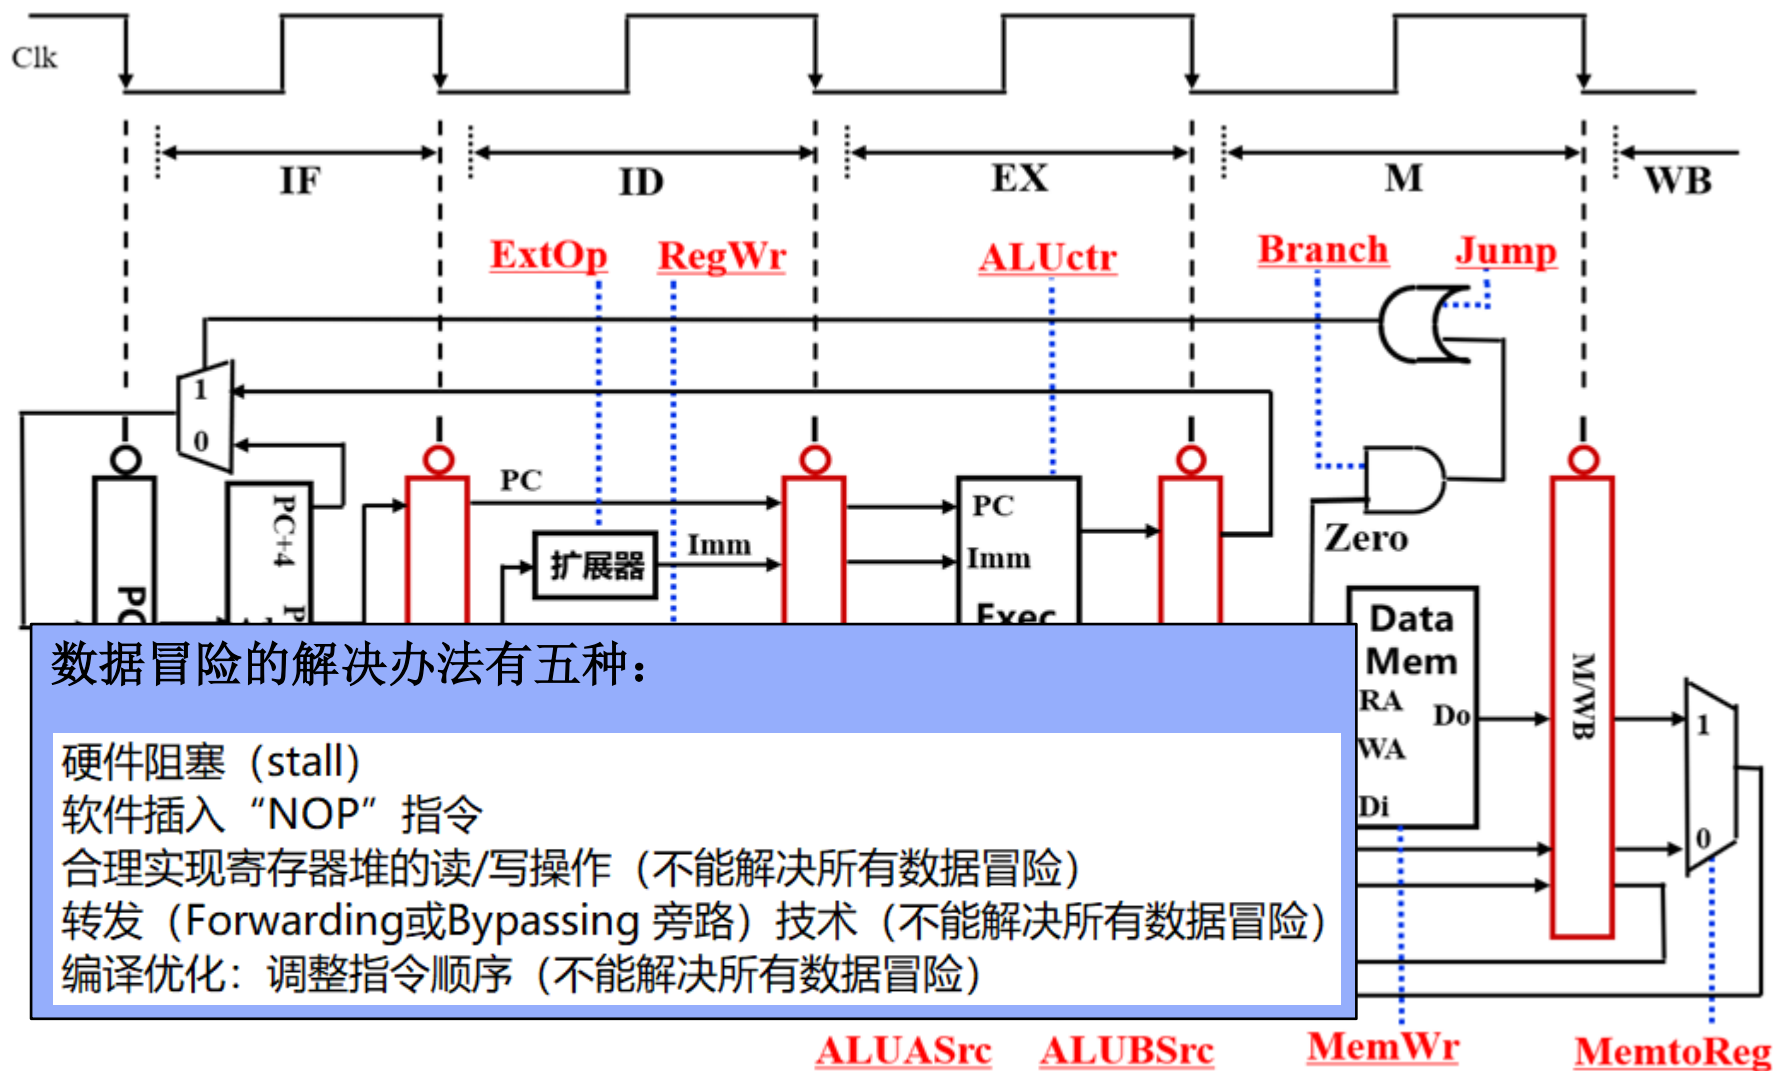 Clk
IF
ID
EX
M
WB
ExtOp
RegWr
ALUctr
Branch
Jump
1
0
PC
PC+4
PC
扩展器
Imm
PC
Imm
Exec
Zero
Data
Mem
RA
Do
WA
Di
M/WB
1
0
数据冒险的解决办法有五种：
硬件阻塞（stall）
软件插入“NOP”指令
合理实现寄存器堆的读/写操作（不能解决所有数据冒险）
转发（Forwarding或Bypassing 旁路）技术（不能解决所有数据冒险）
编译优化：调整指令顺序（不能解决所有数据冒险）
ALUASrc
ALUBSrc
MemWr
MemtoReg